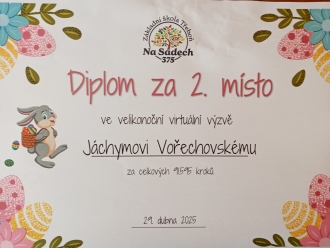 Základní škola Třeboň
Na Sadech
375
Diplom za 2. místo
ve velikonoční virtuální výzvě
Jáchymovi Vořechovskému
za celkových 91595 kroků
29. dubna 2025